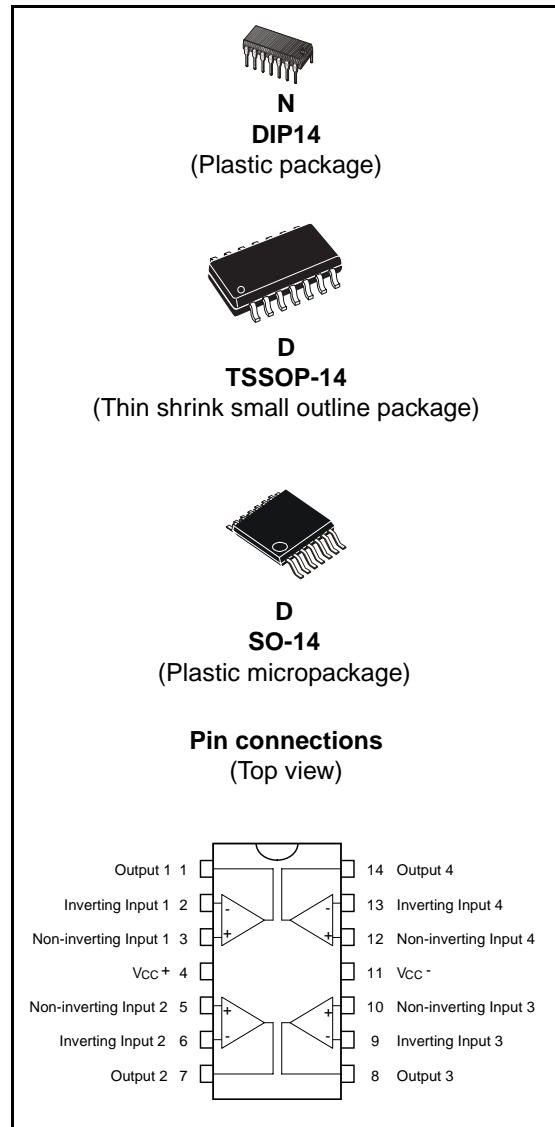 N
DIP14
(Plastic package)
D
TSSOP-14
(Thin shrink small outline package)
D
SO-14
(Plastic micropackage)
Pin connections
(Top view)
Output 1 1 14 Output 4
Inverting Input 1 2 - - 13 Inverting Input 4
Non-inverting Input 1 3 + + 12 Non-inverting Input 4
VCC + 4 11 VCC -
Non-inverting Input 2 5 + + 10 Non-inverting Input 3
Inverting Input 2 6 - - 9 Inverting Input 3
Output 2 7 8 Output 3